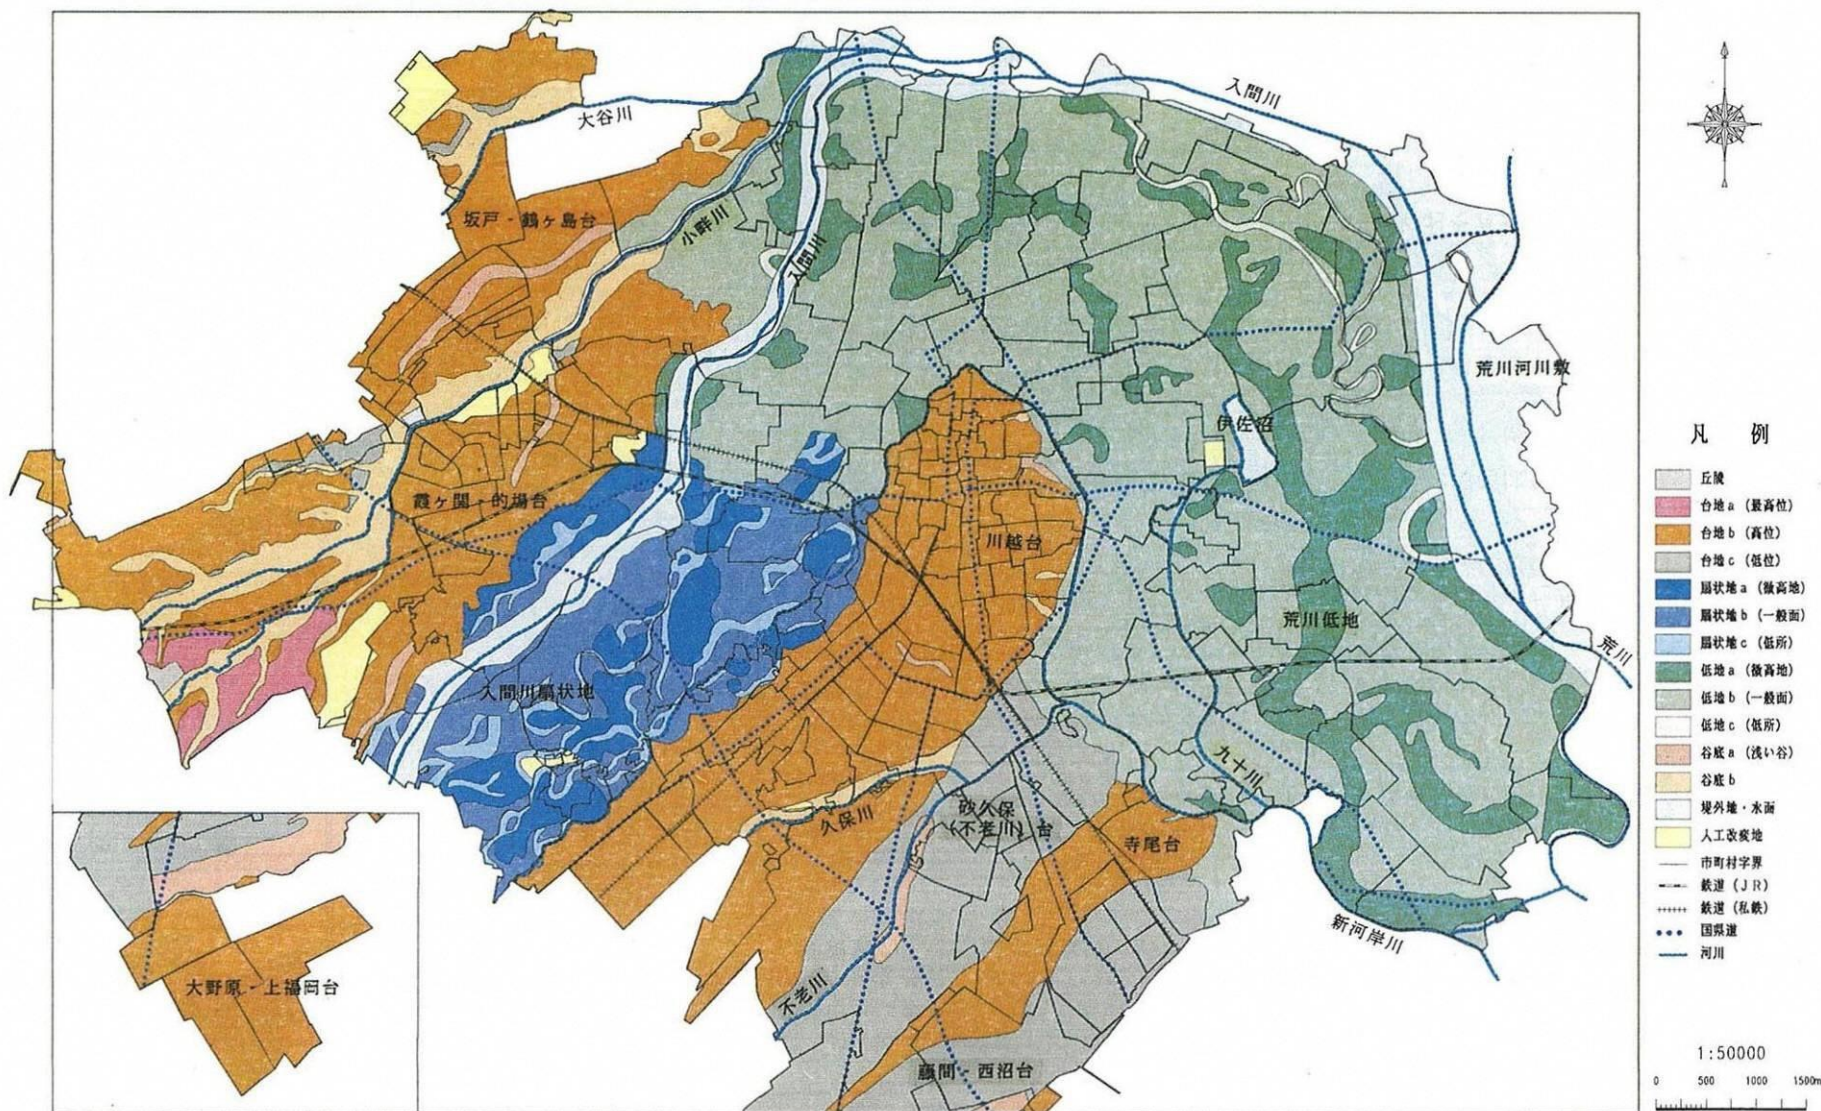 入間川
大谷川
坂戸-鶴ヶ島台
小畔川
入間川
荒川河川敷
伊佐沼
霞ヶ関-的場台
川越台
荒川低地
荒川
入間川扇状地
九十川
久保川
砂久保
(不老川)台
寺尾台
新河岸川
大野原-上福岡台
不老川
藤間-西沼台
凡 例
丘陵
台地a (最高位)
台地b (高位)
台地c (低位)
扇状地a (微高地)
扇状地b (一般面)
扇状地c (低所)
低地a (微高地)
低地b (一般面)
低地c (低所)
谷底a (浅い谷)
谷底b
堤外地・水面
人工改変地
市町村字界
鉄道 (JR)
鉄道 (私鉄)
国県道
河川
1:50000
0 500 1000 1500m